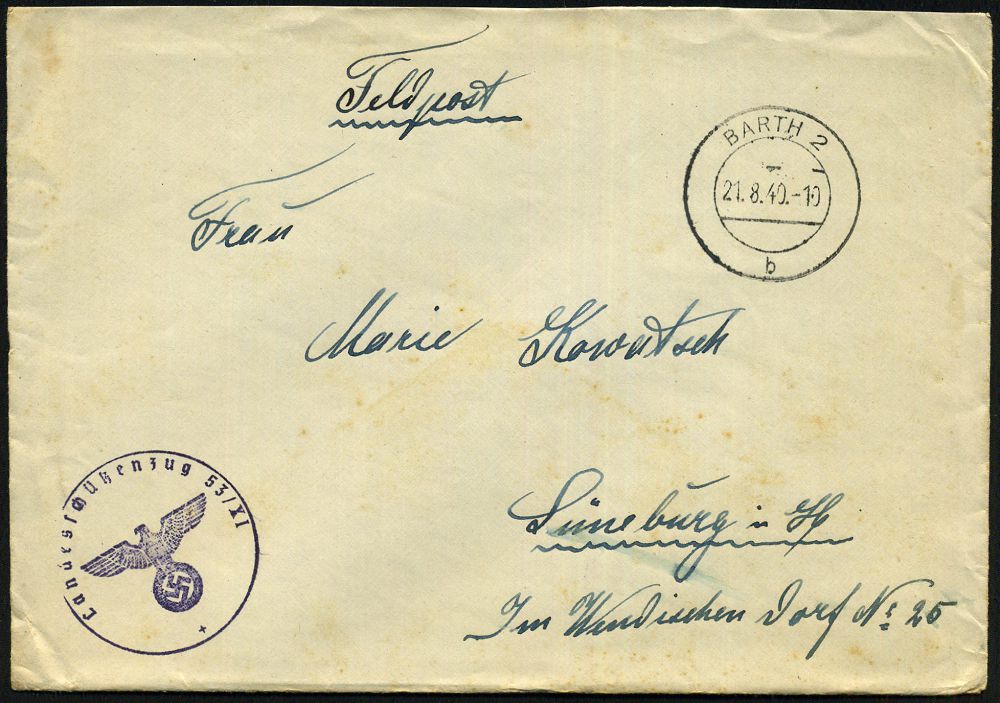 Feldpost
BARTH 2
21.8.40.-10
b
Frau
Marie Kowatsch
Landesschützenzug 53/XI
Lüneburg i H
Im Wendischen Dorf No 25